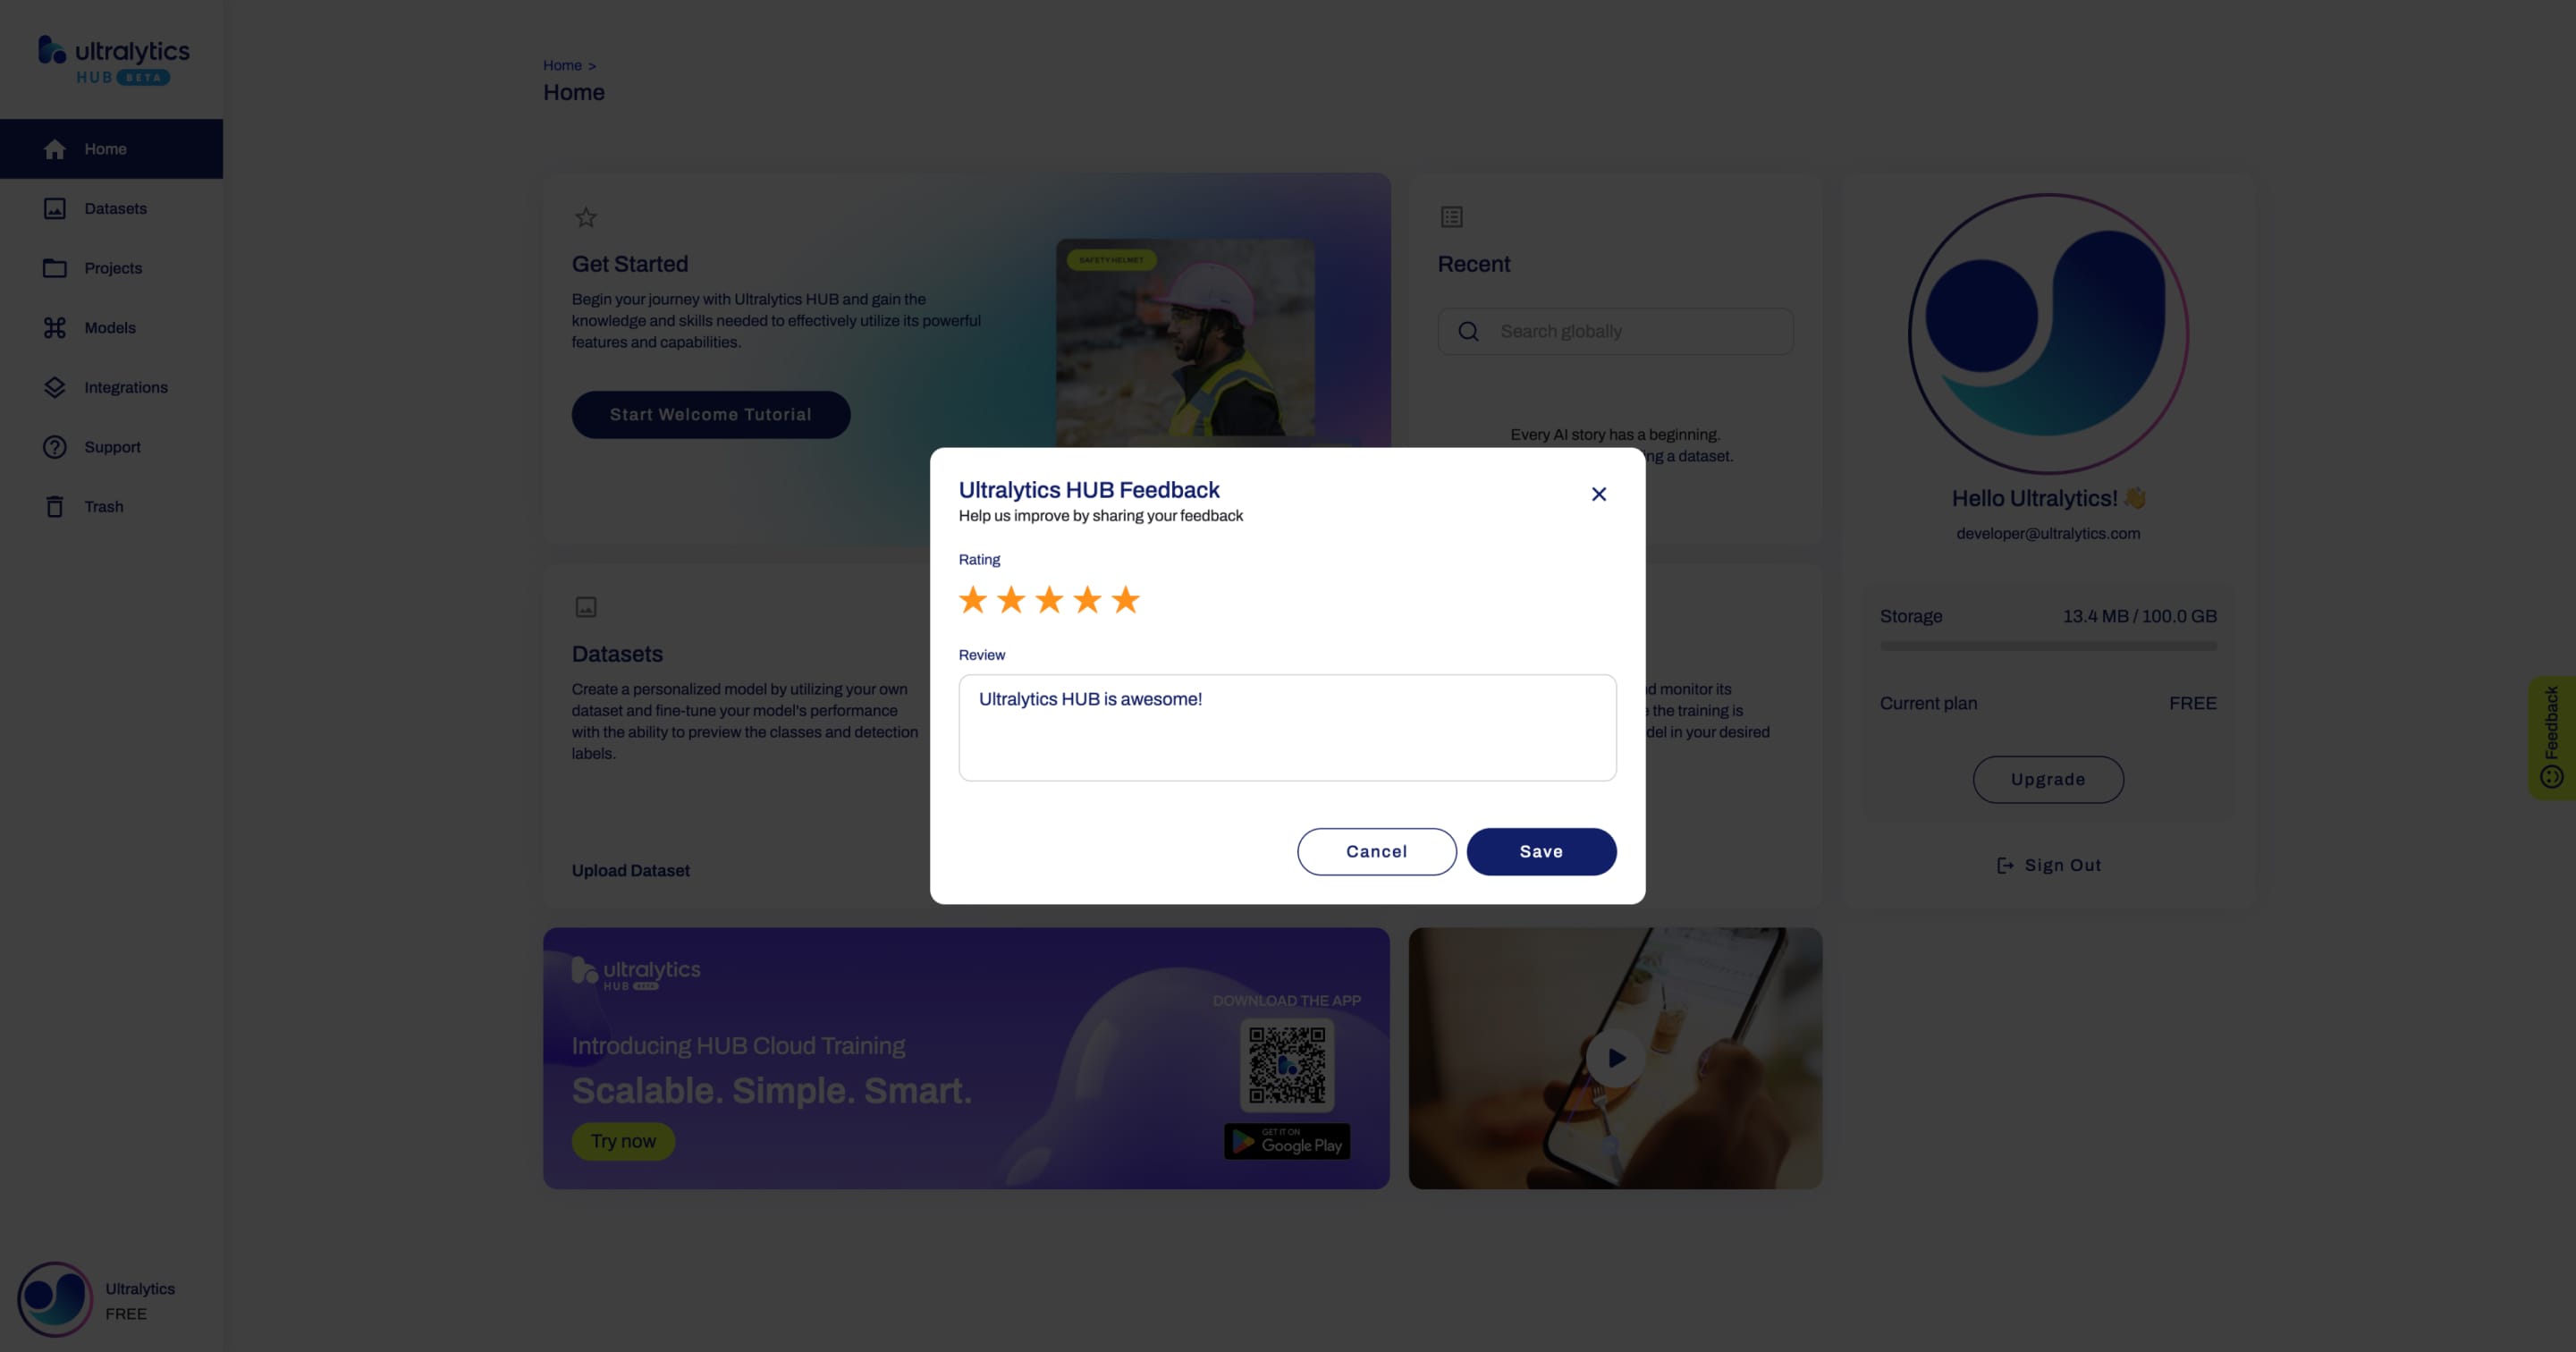 ultralytics
HUB BETA
Home
Datasets
Projects
Models
Integrations
Support
Trash
Ultralytics
FREE
Home >
Home
Get Started
Begin your journey with Ultralytics HUB and gain the
knowledge and skills needed to effectively utilize its powerful
features and capabilities.
Start Welcome Tutorial
SAFETY HELMET
Recent
Search globally
Every AI story has a beginning.
ing a dataset.
Hello Ultralytics! 👋
developer@ultralytics.com
Storage 13.4 MB / 100.0 GB
Current plan FREE
Upgrade
Sign Out
Feedback
Ultralytics HUB Feedback
Help us improve by sharing your feedback
Rating
Review
Ultralytics HUB is awesome!
Cancel Save
Datasets
Create a personalized model by utilizing your own
dataset and fine-tune your model's performance
with the ability to preview the classes and detection
labels.
Upload Dataset
d monitor its
the training is
del in your desired
ultralytics
HUB BETA
Introducing HUB Cloud Training
Scalable. Simple. Smart.
Try now
DOWNLOAD THE APP
GET IT ON
Google Play